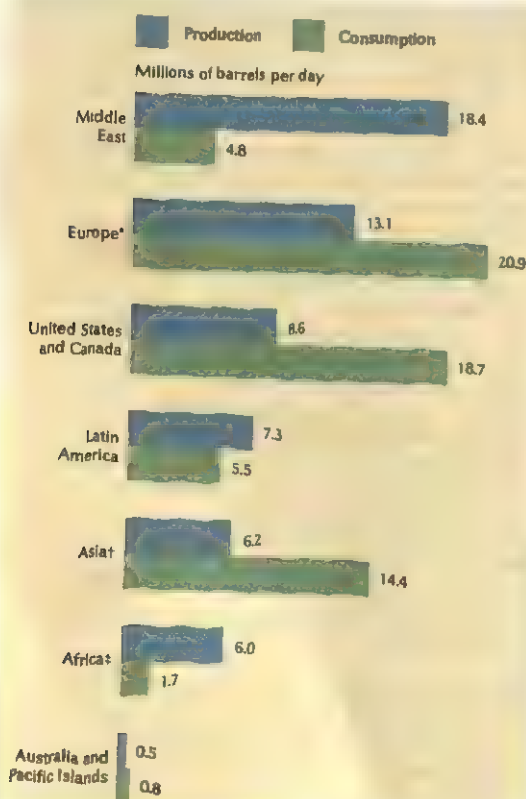 Production Consumption
Millions of barrels per day
Middle
East
18.4
4.8
Europe*
13.1
20.9
United States
and Canada
8.6
18.7
Latin
America
7.3
5.5
Asia†
6.2
14.4
Africa‡
6.0
1.7
Australia and
Pacific Islands
0.5
0.8